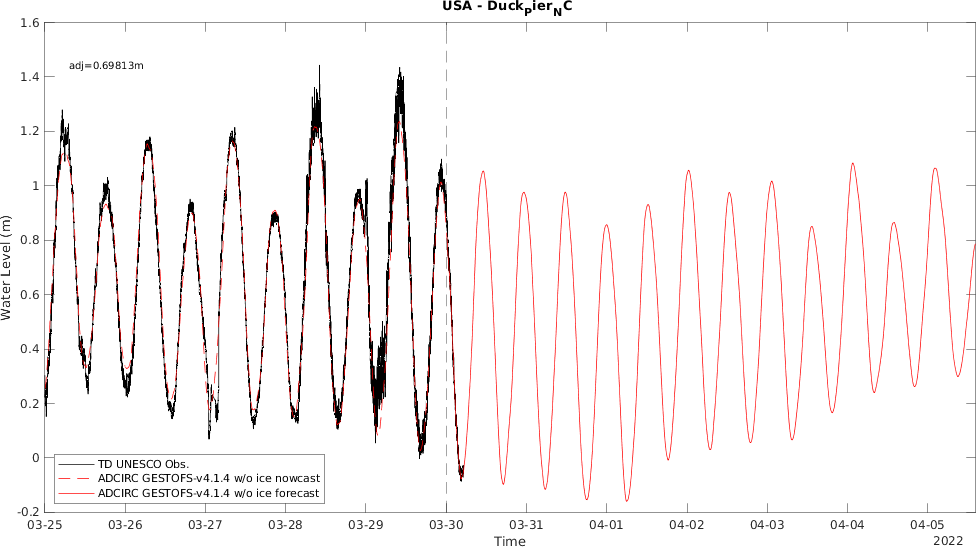 USA - DuckPierNC
adj=0.69813m
1.6
1.4
1.2
1
0.8
0.6
0.4
0.2
0
-0.2
Water Level (m)
TD UNESCO Obs.
ADCIRC GESTOFS-v4.1.4 w/o ice nowcast
ADCIRC GESTOFS-v4.1.4 w/o ice forecast
03-25 03-26 03-27 03-28 03-29 03-30 03-31 04-01 04-02 04-03 04-04 04-05
Time
2022